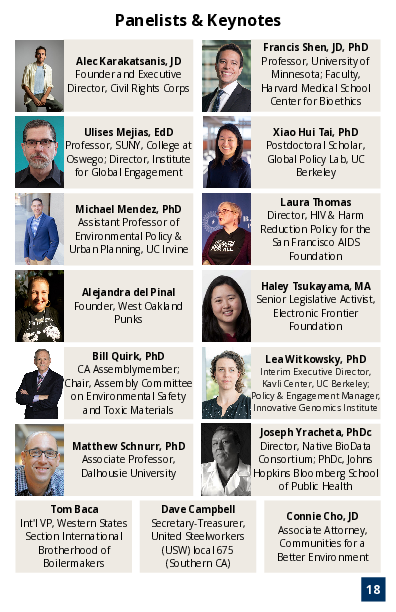 Panelists & Keynotes
Alec Karakatsanis, JD
Founder and Executive
Director, Civil Rights Corps
Francis Shen, JD, PhD
Professor, University of
Minnesota; Faculty,
Harvard Medical School
Center for Bioethics
Ulises Mejias, EdD
Professor, SUNY, College at
Oswego; Director, Institute
for Global Engagement
Xiao Hui Tai, PhD
Postdoctoral Scholar,
Global Policy Lab, UC
Berkeley
Michael Mendez, PhD
Assistant Professor of
Environmental Policy &
Urban Planning, UC Irvine
Laura Thomas
Director, HIV & Harm
Reduction Policy for the
San Francisco AIDS
Foundation
Alejandra del Pinal
Founder, West Oakland
Punks
Haley Tsukayama, MA
Senior Legislative Activist,
Electronic Frontier
Foundation
Bill Quirk, PhD
CA Assemblymember;
Chair, Assembly Committee
on Environmental Safety
and Toxic Materials
Lea Witkowsky, PhD
Interim Executive Director,
Kavli Center, UC Berkeley;
Policy & Engagement Manager,
Innovative Genomics Institute
Matthew Schnurr, PhD
Associate Professor,
Dalhousie University
Joseph Yracheta, PhDc
Director, Native BioData
Consortium; PhDc, Johns
Hopkins Bloomberg School
of Public Health
Tom Baca
Int'l VP, Western States
Section International
Brotherhood of
Boilermakers
Dave Campbell
Secretary-Treasurer,
United Steelworkers
(USW) local 675
(Southern CA)
Connie Cho, JD
Associate Attorney,
Communities for a
Better Environment
18